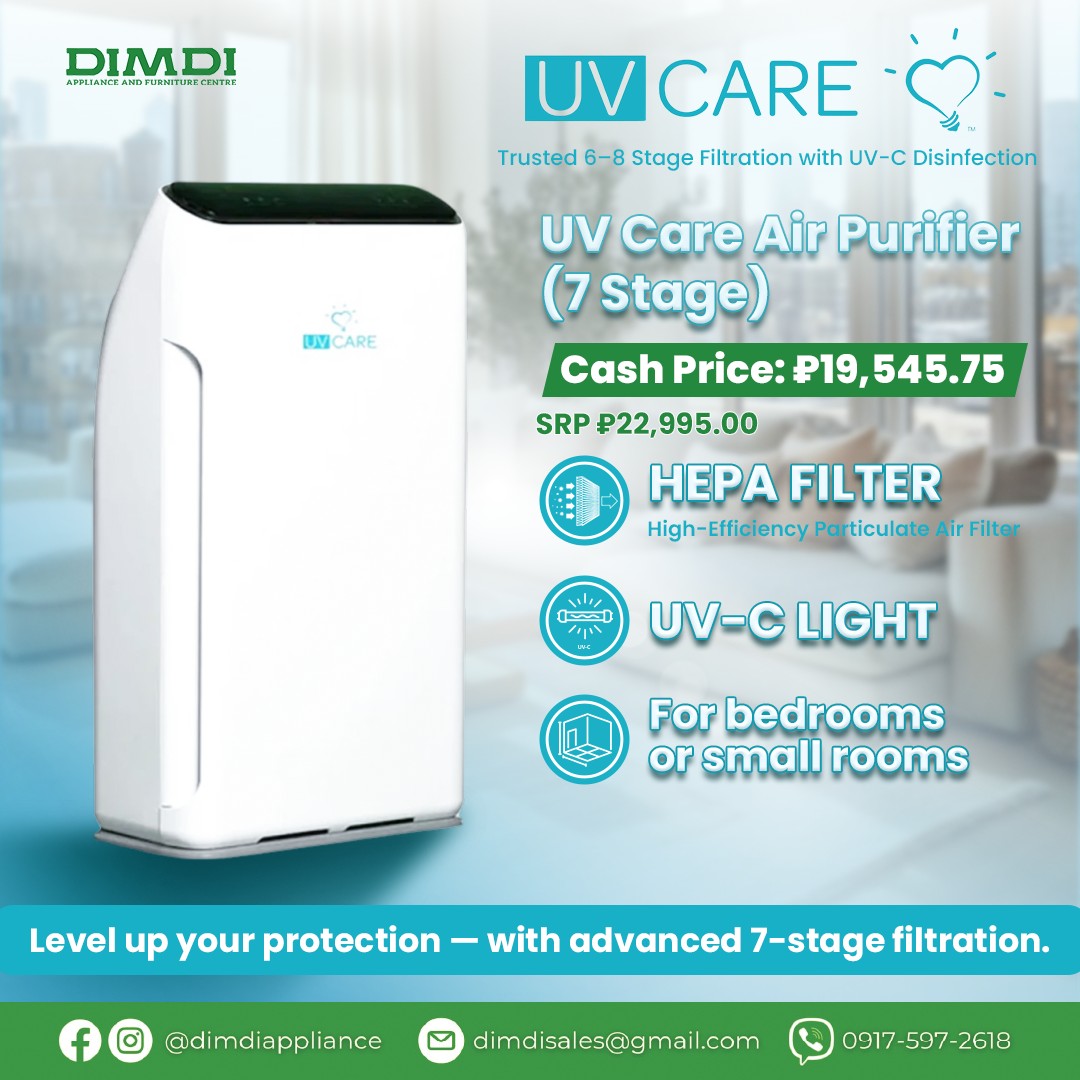 DIMDI
APPLIANCE AND FURNITURE CENTRE
UV CARE
TM
Trusted 6–8 Stage Filtration with UV-C Disinfection
UV Care Air Purifier
(7 Stage)
Cash Price: ₽19,545.75
SRP ₽22,995.00
HEPA FILTER
High-Efficiency Particulate Air Filter
UV-C
UV-C LIGHT
For bedrooms
or small rooms
UV CARE
Level up your protection — with advanced 7-stage filtration.
@dimdiappliance
dimdisales@gmail.com
0917-597-2618